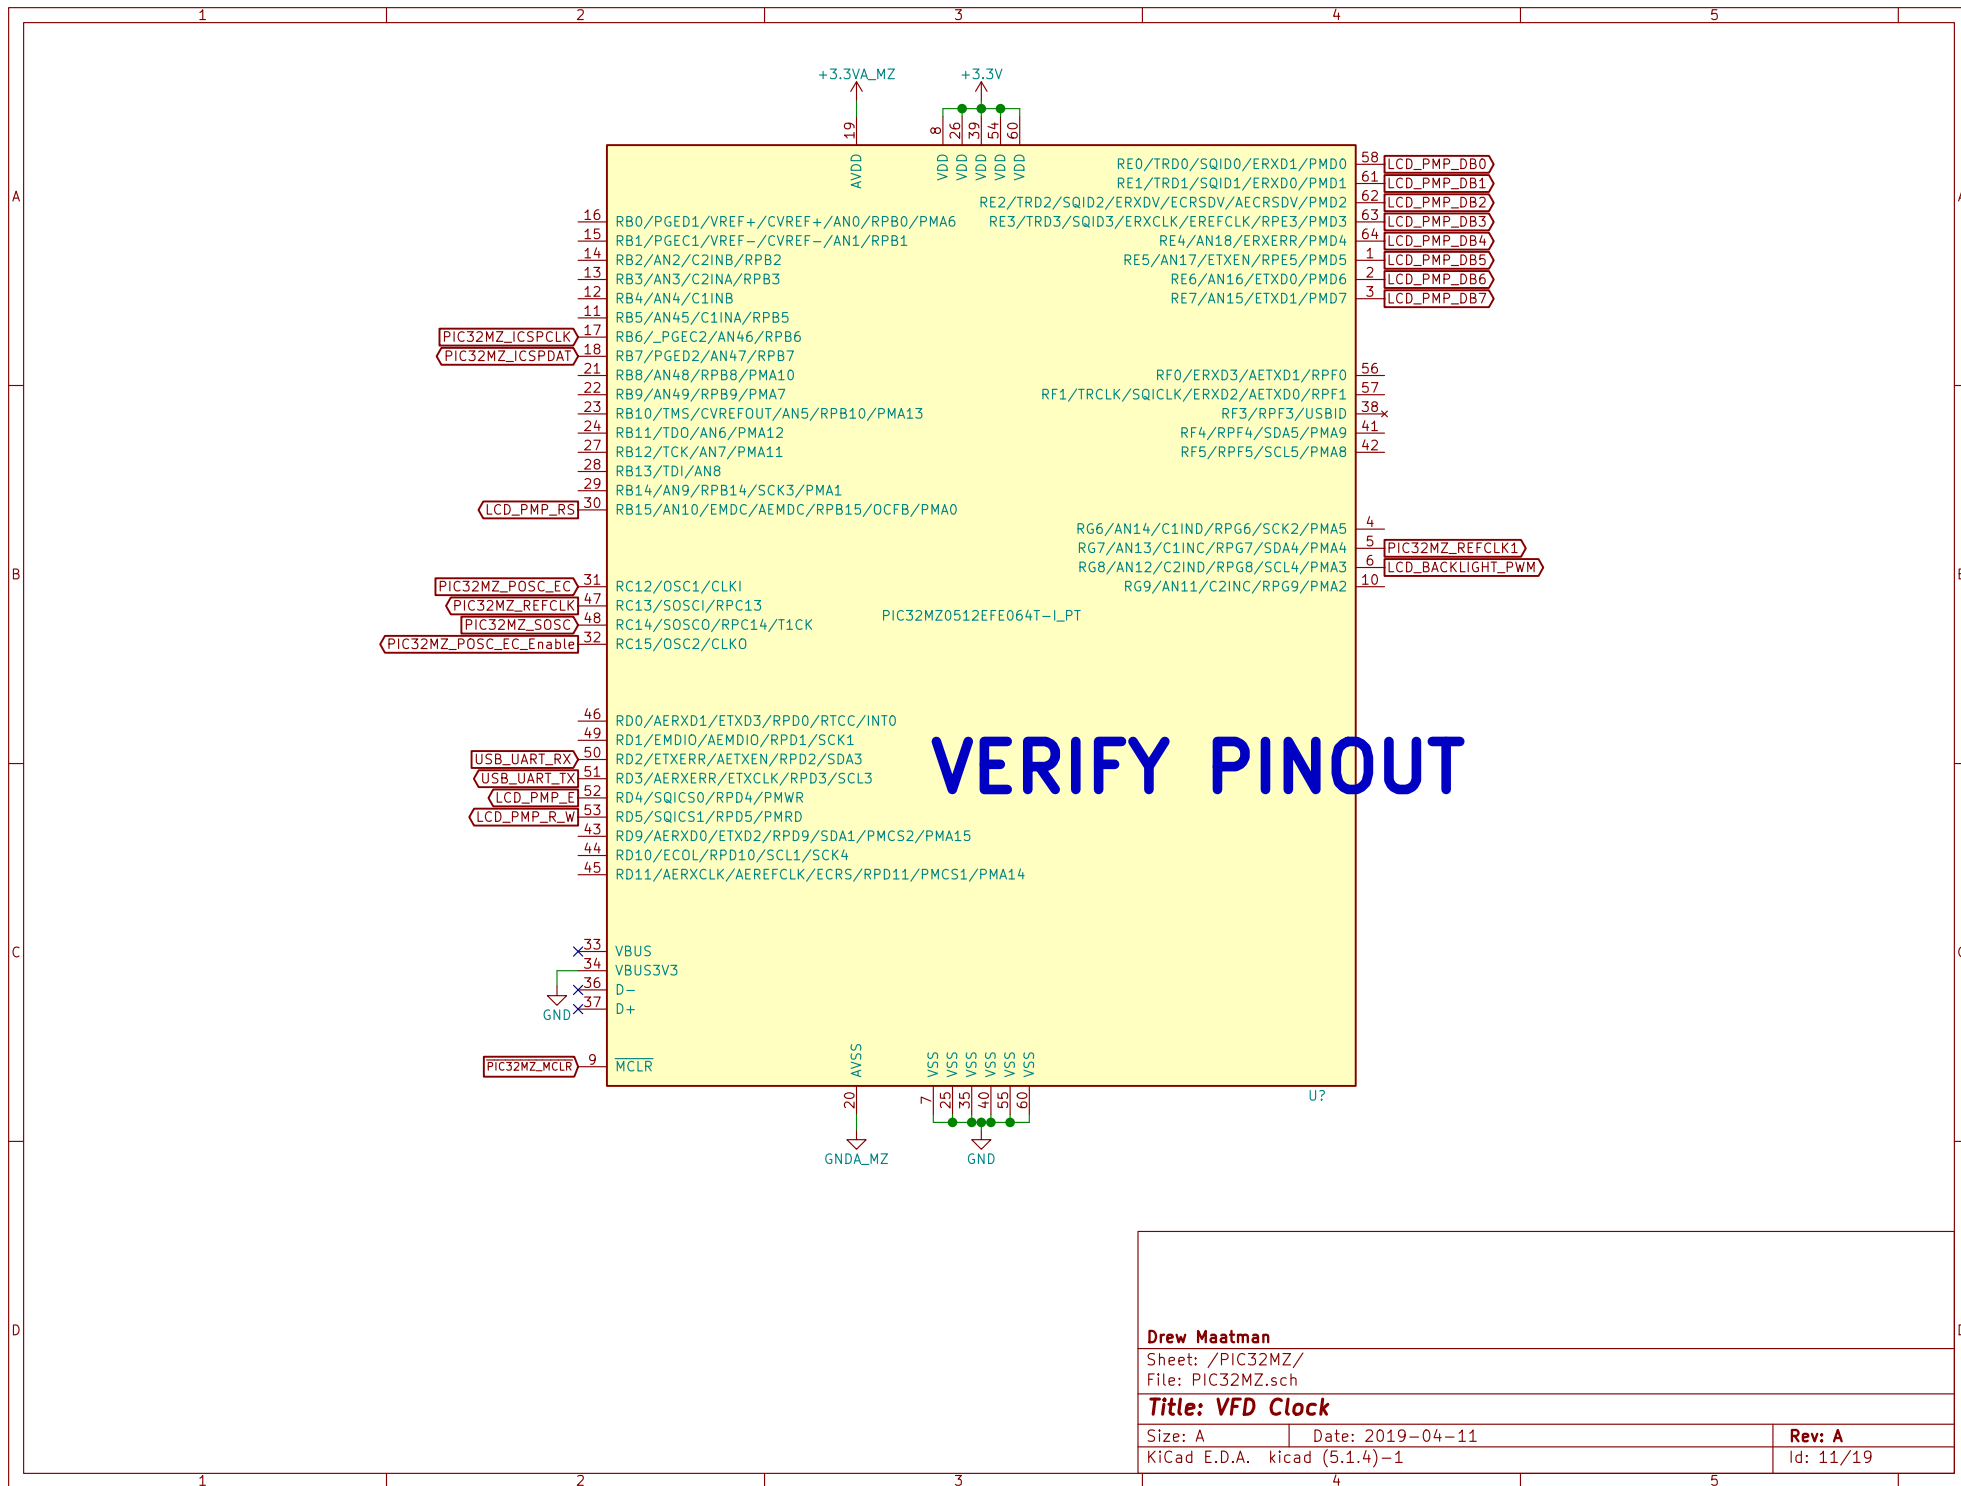 1 2 3 4 5
+3.3VA_MZ
+3.3V
19
8
26
39
54
60
AVDD
VDD
VDD
VDD
VDD
VDD
A
B
C
D
A
16 RB0/PGED1/VREF+/CVREF+/AN0/RPB0/PMA6
15 RB1/PGEC1/VREF-/CVREF-/AN1/RPB1
14 RB2/AN2/C2INB/RPB2
13 RB3/AN3/C2INA/RPB3
12 RB4/AN4/C1INB
11 RB5/AN45/C1INA/RPB5
PIC32MZ_ICSPCLK 17 RB6/_PGEC2/AN46/RPB6
PIC32MZ_ICSPDAT 18 RB7/PGED2/AN47/RPB7
21 RB8/AN48/RPB8/PMA10
22 RB9/AN49/RPB9/PMA7
23 RB10/TMS/CVREFOUT/AN5/RPB10/PMA13
24 RB11/TDO/AN6/PMA12
27 RB12/TCK/AN7/PMA11
28 RB13/TDI/AN8
29 RB14/AN9/RPB14/SCK3/PMA1
LCD_PMP_RS 30 RB15/AN10/EMDC/AEMDC/RPB15/OCFB/PMA0
PIC32MZ_POSC_EC 31 RC12/OSC1/CLKI
PIC32MZ_REFCLK 47 RC13/SOSCI/RPC13
PIC32MZ_SOSC 48 RC14/SOSCO/RPC14/T1CK
PIC32MZ_POSC_EC_Enable 32 RC15/OSC2/CLKO
46 RD0/AERXD1/ETXD3/RPD0/RTCC/INT0
49 RD1/EMDIO/AEMDIO/RPD1/SCK1
USB_UART_RX 50 RD2/ETXERR/AETXEN/RPD2/SDA3
USB_UART_TX 51 RD3/AERXERR/ETXCLK/RPD3/SCL3
LCD_PMP_E 52 RD4/SQICS0/RPD4/PMWR
LCD_PMP_R_W 53 RD5/SQICS1/RPD5/PMRD
43 RD9/AERXD0/ETXD2/RPD9/SDA1/PMCS2/PMA15
44 RD10/ECOL/RPD10/SCL1/SCK4
45 RD11/AERXCLK/AEREFCLK/ECRS/RPD11/PMCS1/PMA14
33 VBUS
34 VBUS3V3
36 D-
37 D+
GND
PIC32MZ_MCLR 9 MCLR
RE0/TRD0/SQID0/ERXD1/PMD0 58 LCD_PMP_DB0
RE1/TRD1/SQID1/ERXD0/PMD1 61 LCD_PMP_DB1
RE2/TRD2/SQID2/ERXDV/ECRSDV/AECRSDV/PMD2 62 LCD_PMP_DB2
RE3/TRD3/SQID3/ERXCLK/EREFCLK/RPE3/PMD3 63 LCD_PMP_DB3
RE4/AN18/ERXERR/PMD4 64 LCD_PMP_DB4
RE5/AN17/ETXEN/RPE5/PMD5 1 LCD_PMP_DB5
RE6/AN16/ETXD0/PMD6 2 LCD_PMP_DB6
RE7/AN15/ETXD1/PMD7 3 LCD_PMP_DB7
RF0/ERXD3/AETXD1/RPF0 56
RF1/TRCLK/SQICLK/ERXD2/AETXD0/RPF1 57
RF3/RPF3/USBID 38
RF4/RPF4/SDA5/PMA9 41
RF5/RPF5/SCL5/PMA8 42
RG6/AN14/C1IND/RPG6/SCK2/PMA5 4
RG7/AN13/C1INC/RPG7/SDA4/PMA4 5 PIC32MZ_REFCLK1
RG8/AN12/C2IND/RPG8/SCL4/PMA3 6 LCD_BACKLIGHT_PWM
RG9/AN11/C2INC/RPG9/PMA2 10
PIC32MZ0512EFE064T-I_PT
VERIFY PINOUT
AVSS
VSS
VSS
VSS
VSS
VSS
VSS
20
7
25
35
40
55
60
U?
GNDA_MZ
GND
Drew Maatman
Sheet: /PIC32MZ/
File: PIC32MZ.sch
Title: VFD Clock
Size: A Date: 2019-04-11 Rev: A
KiCad E.D.A. kicad (5.1.4)-1 Id: 11/19
1 2 3 4 5